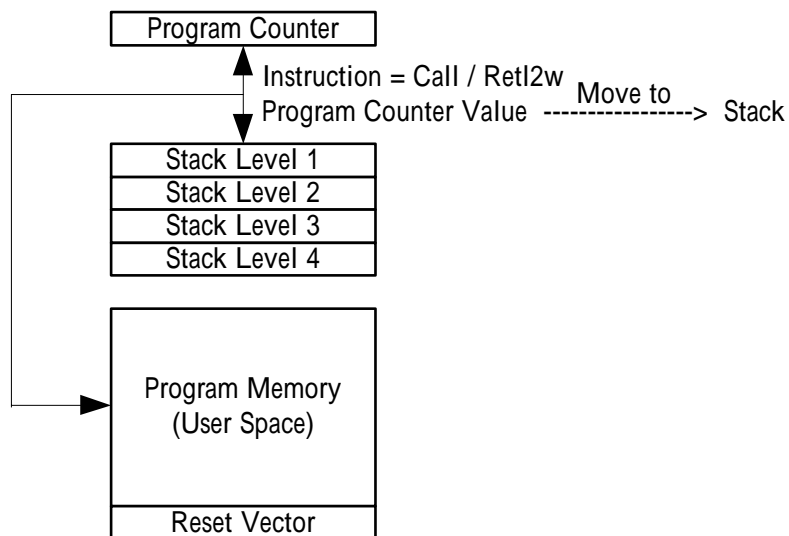 Program Counter
Instruction = Call / Retl2w
Program Counter Value ----------------> Stack
Move to
Stack Level 1
Stack Level 2
Stack Level 3
Stack Level 4
Program Memory
(User Space)
Reset Vector